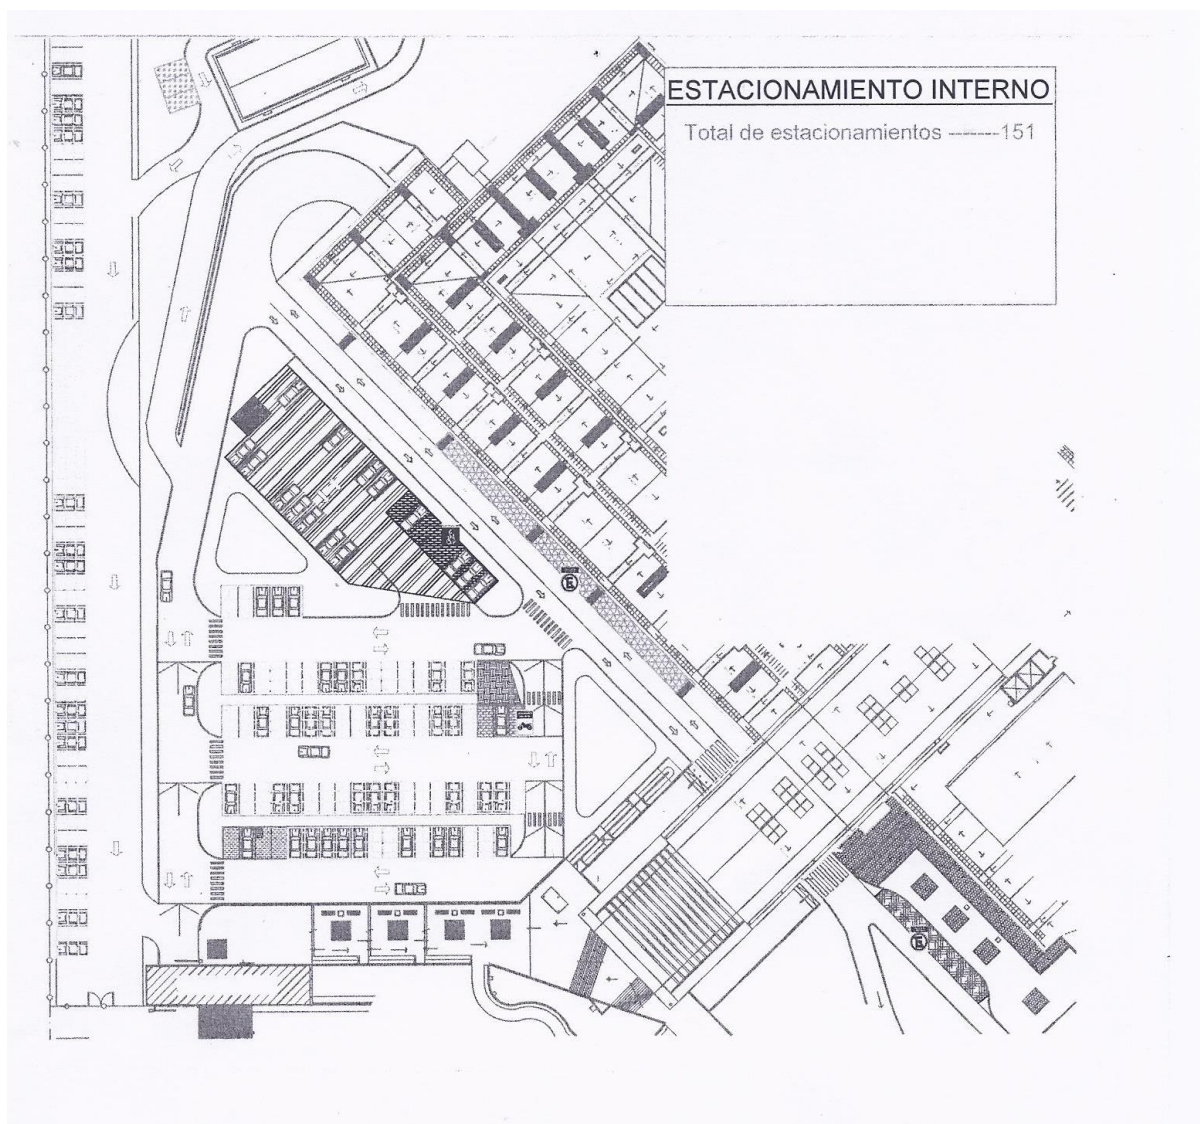 ESTACIONAMIENTO INTERNO
Total de estacionamientos -------151
E
E